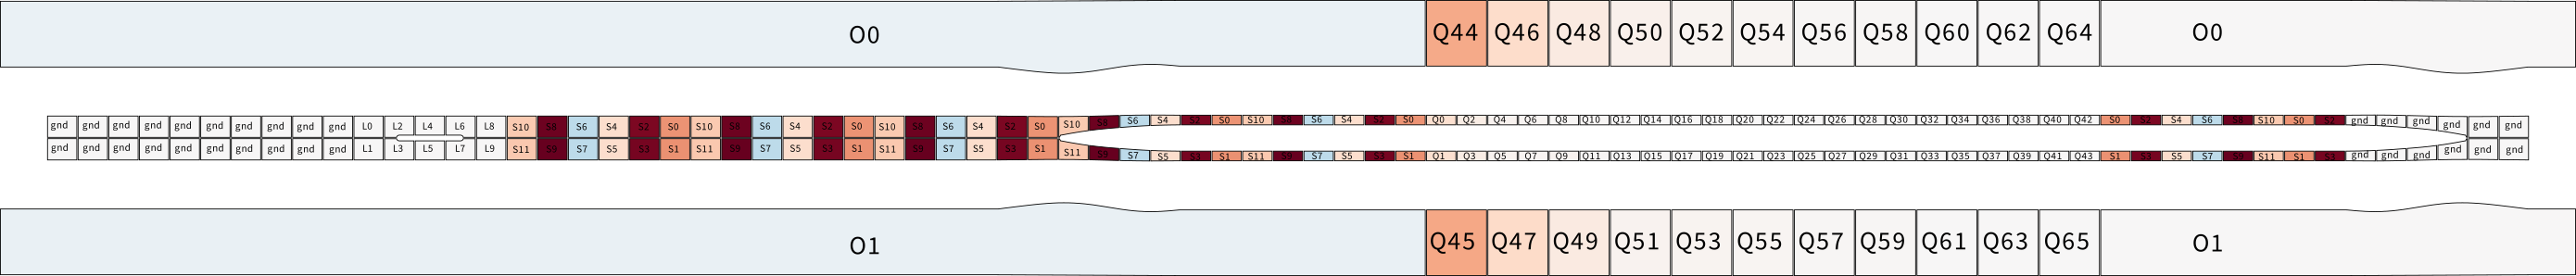 O0 Q44 Q46 Q48 Q50 Q52 Q54 Q56 Q58 Q60 Q62 Q64 O0
gnd gnd gnd gnd gnd gnd gnd gnd gnd gnd L0 L2 L4 L6 L8 S10 S8 S6 S4 S2 S0 S10 S8 S6 S4 S2 S0 S10 S8 S6 S4 S2 S0 S10 S8 S6 S4 S2 S0 S10 S8 S6 S4 S2 S0 Q0 Q2 Q4 Q6 Q8 Q10 Q12 Q14 Q16 Q18 Q20 Q22 Q24 Q26 Q28 Q30 Q32 Q34 Q36 Q38 Q40 Q42 S0 S2 S4 S6 S8 S10 S0 S2 gnd gnd gnd gnd gnd gnd
gnd gnd gnd gnd gnd gnd gnd gnd gnd gnd L1 L3 L5 L7 L9 S11 S9 S7 S5 S3 S1 S11 S9 S7 S5 S3 S1 S11 S9 S7 S5 S3 S1 S11 S9 S7 S5 S3 S1 S11 S9 S7 S5 S3 S1 Q1 Q3 Q5 Q7 Q9 Q11 Q13 Q15 Q17 Q19 Q21 Q23 Q25 Q27 Q29 Q31 Q33 Q35 Q37 Q39 Q41 Q43 S1 S3 S5 S7 S9 S11 S1 S3 gnd gnd gnd gnd gnd gnd
O1 Q45 Q47 Q49 Q51 Q53 Q55 Q57 Q59 Q61 Q63 Q65 O1